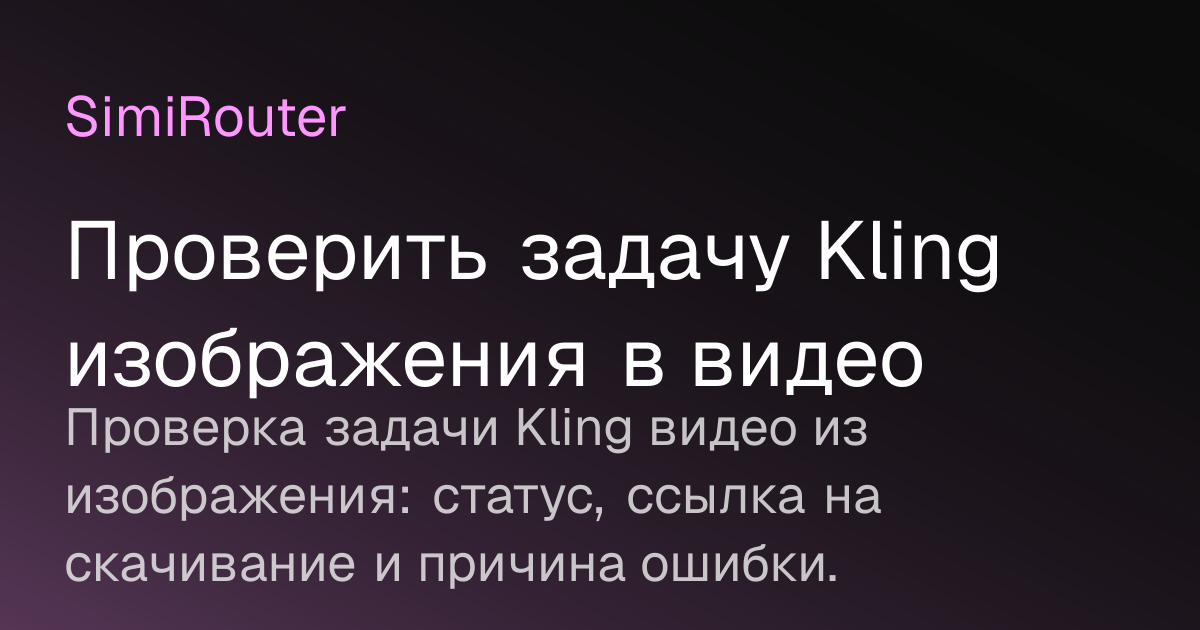 SimiRouter
Проверить задачу Kling
изображения в видео
Проверка задачи Kling видео из
изображения: статус, ссылка на
скачивание и причина ошибки.